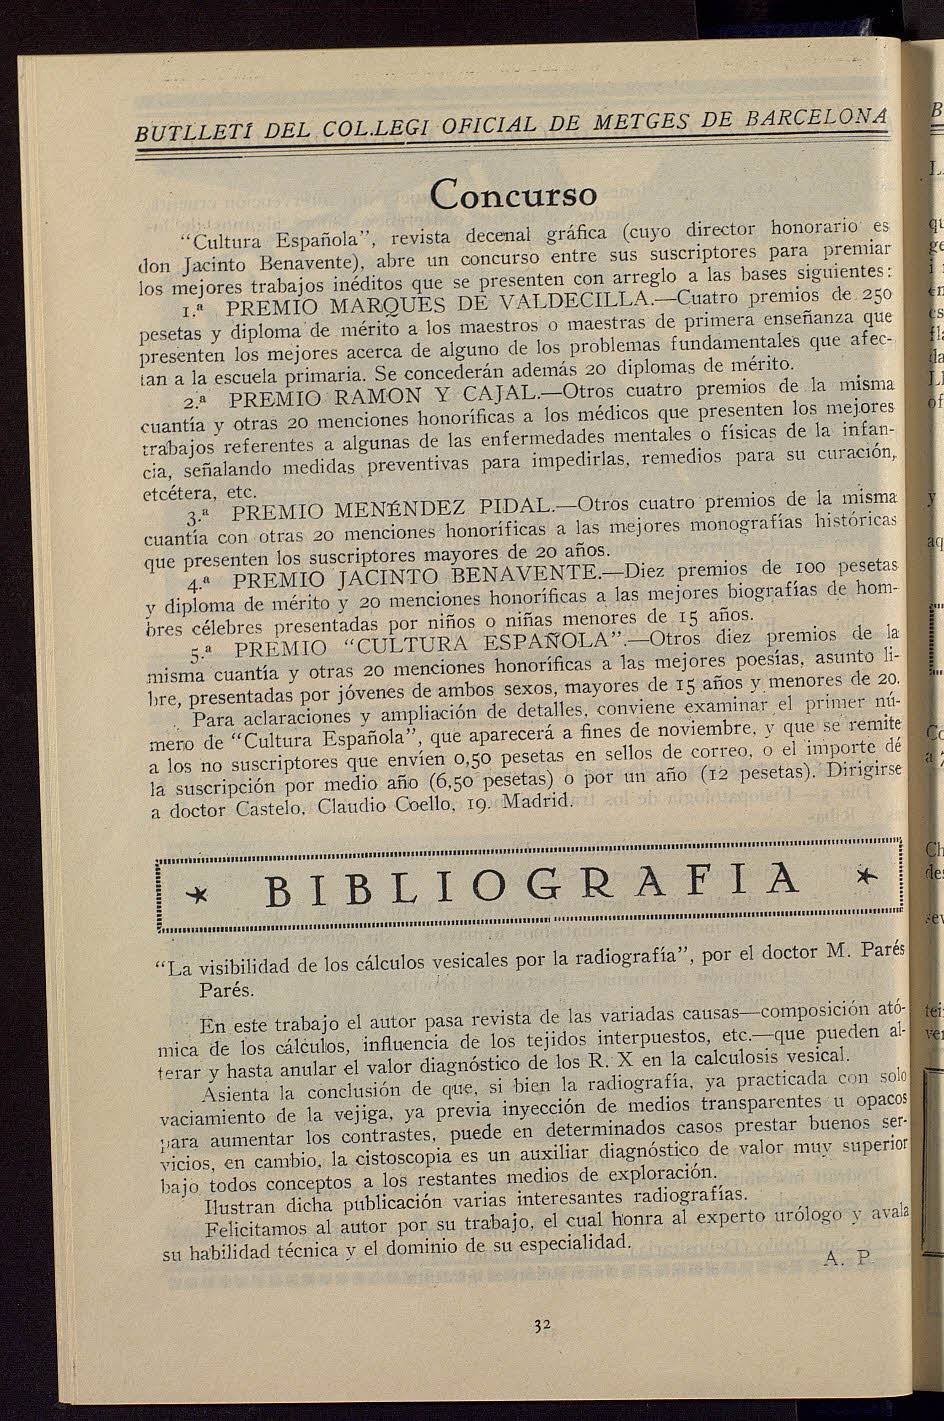 BUTLLETÍ DEL COL.LEGI OFICIAL DE METGES DE BARCELONA
Concurso
“Cultura Española”, revista decenal gráfica (cuyo director honorario es
don Jacinto Benavente), abre un concurso entre sus suscriptores para premiar
los mejores trabajos inéditos que se presenten con arreglo a las bases siguientes:
1.ª PREMIO MARQUES DE VALDECILLA.—Cuatro premios de 250
pesetas y diploma de mérito a los maestros o maestras de primera enseñanza que
presenten los mejores acerca de alguno de los problemas fundamentales que afec-
tan a la escuela primaria. Se concederán además 20 diplomas de mérito.
2.ª PREMIO RAMON Y CAJAL.—Otros cuatro premios de la misma
cuantía y otras 20 menciones honoríficas a los médicos que presenten los mejores
trabajos referentes a algunas de las enfermedades mentales o físicas de la infan-
cia, señalando medidas preventivas para impedirlas, remedios para su curación,
etcétera, etc.
3.ª PREMIO MENÉNDEZ PIDAL.—Otros cuatro premios de la misma
cuantía con otras 20 menciones honoríficas a las mejores monografías históricas
que presenten los suscriptores mayores de 20 años.
4.ª PREMIO JACINTO BENAVENTE.—Diez premios de 100 pesetas
y diploma de mérito y 20 menciones honoríficas a las mejores biografías de hom-
bres célebres presentadas por niños o niñas menores de 15 años.
5.ª PREMIO “CULTURA ESPAÑOLA”.—Otros diez premios de la
misma cuantía y otras 20 menciones honoríficas a las mejores poesías, asunto li-
bre, presentadas por jóvenes de ambos sexos, mayores de 15 años y menores de 20.
Para aclaraciones y ampliación de detalles, conviene examinar el primer nú-
mero de “Cultura Española”, que aparecerá a fines de noviembre, y que se remite
a los no suscriptores que envíen 0,50 pesetas en sellos de correo, o el importe dé
la suscripción por medio año (6,50 pesetas) o por un año (12 pesetas). Dirigirse
a doctor Castelo, Claudio Coello, 19. Madrid.
★ BIBLIOGRAFIA ★
“La visibilidad de los cálculos vesicales por la radiografía”, por el doctor M. Parés
Parés.
En este trabajo el autor pasa revista de las variadas causas—composición ató-
mica de los cálculos, influencia de los tejidos interpuestos, etc.—que pueden al-
terar y hasta anular el valor diagnóstico de los R. X en la calculosis vesical.
Asienta la conclusión de que, si bien la radiografía, ya practicada con solo
vaciamiento de la vejiga, ya previa inyección de medios transparentes u opacos
para aumentar los contrastes, puede en determinados casos prestar buenos ser-
vicios, en cambio, la cistoscopia es un auxiliar diagnóstico de valor muy superior
bajo todos conceptos a los restantes medios de exploración.
Ilustran dicha publicación varias interesantes radiografías.
Felicitamos al autor por su trabajo, el cual honra al experto urólogo y avala
su habilidad técnica y el dominio de su especialidad.
A. P.
32